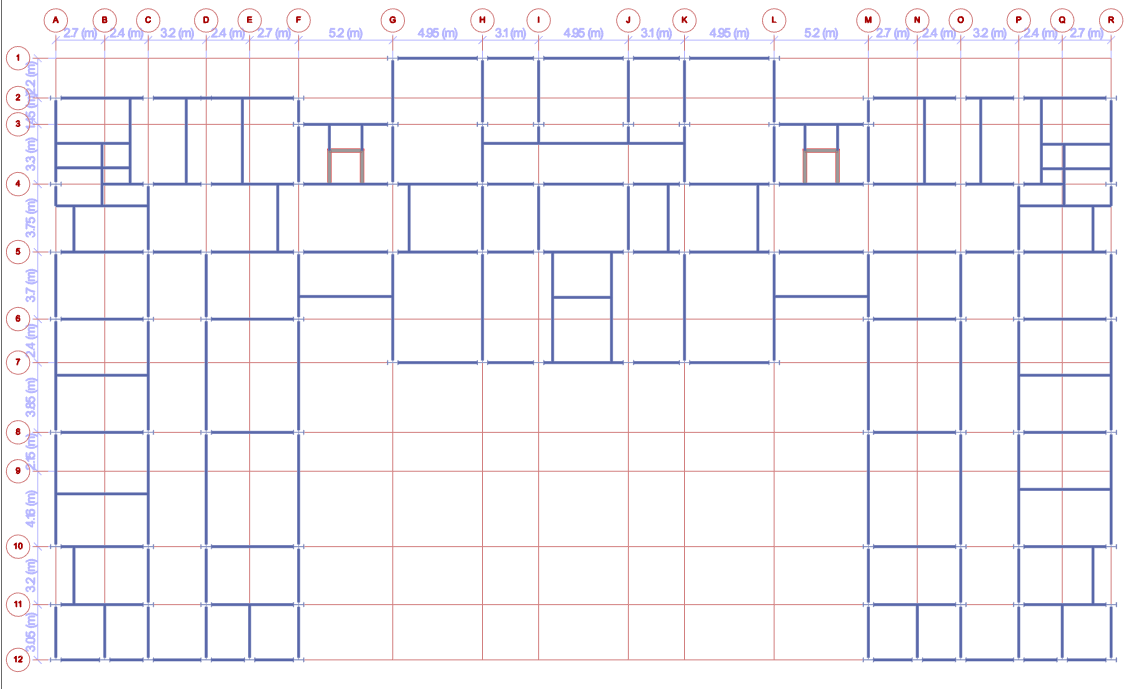 A B C D E F G H I J K L M N O P Q R
2.7 (m) 2.4 (m) 3.2 (m) 2.4 (m) 2.7 (m) 5.2 (m) 4.95 (m) 3.1 (m) 4.95 (m) 3.1 (m) 4.95 (m) 5.2 (m) 2.7 (m) 2.4 (m) 3.2 (m) 2.4 (m) 2.7 (m)
1
2.2 (m)
2
3
3.3 (m)
4
3.75 (m)
5
3.7 (m)
6
2.4 (m)
7
3.85 (m)
8
9
10
3.2 (m)
11
3.05 (m)
12